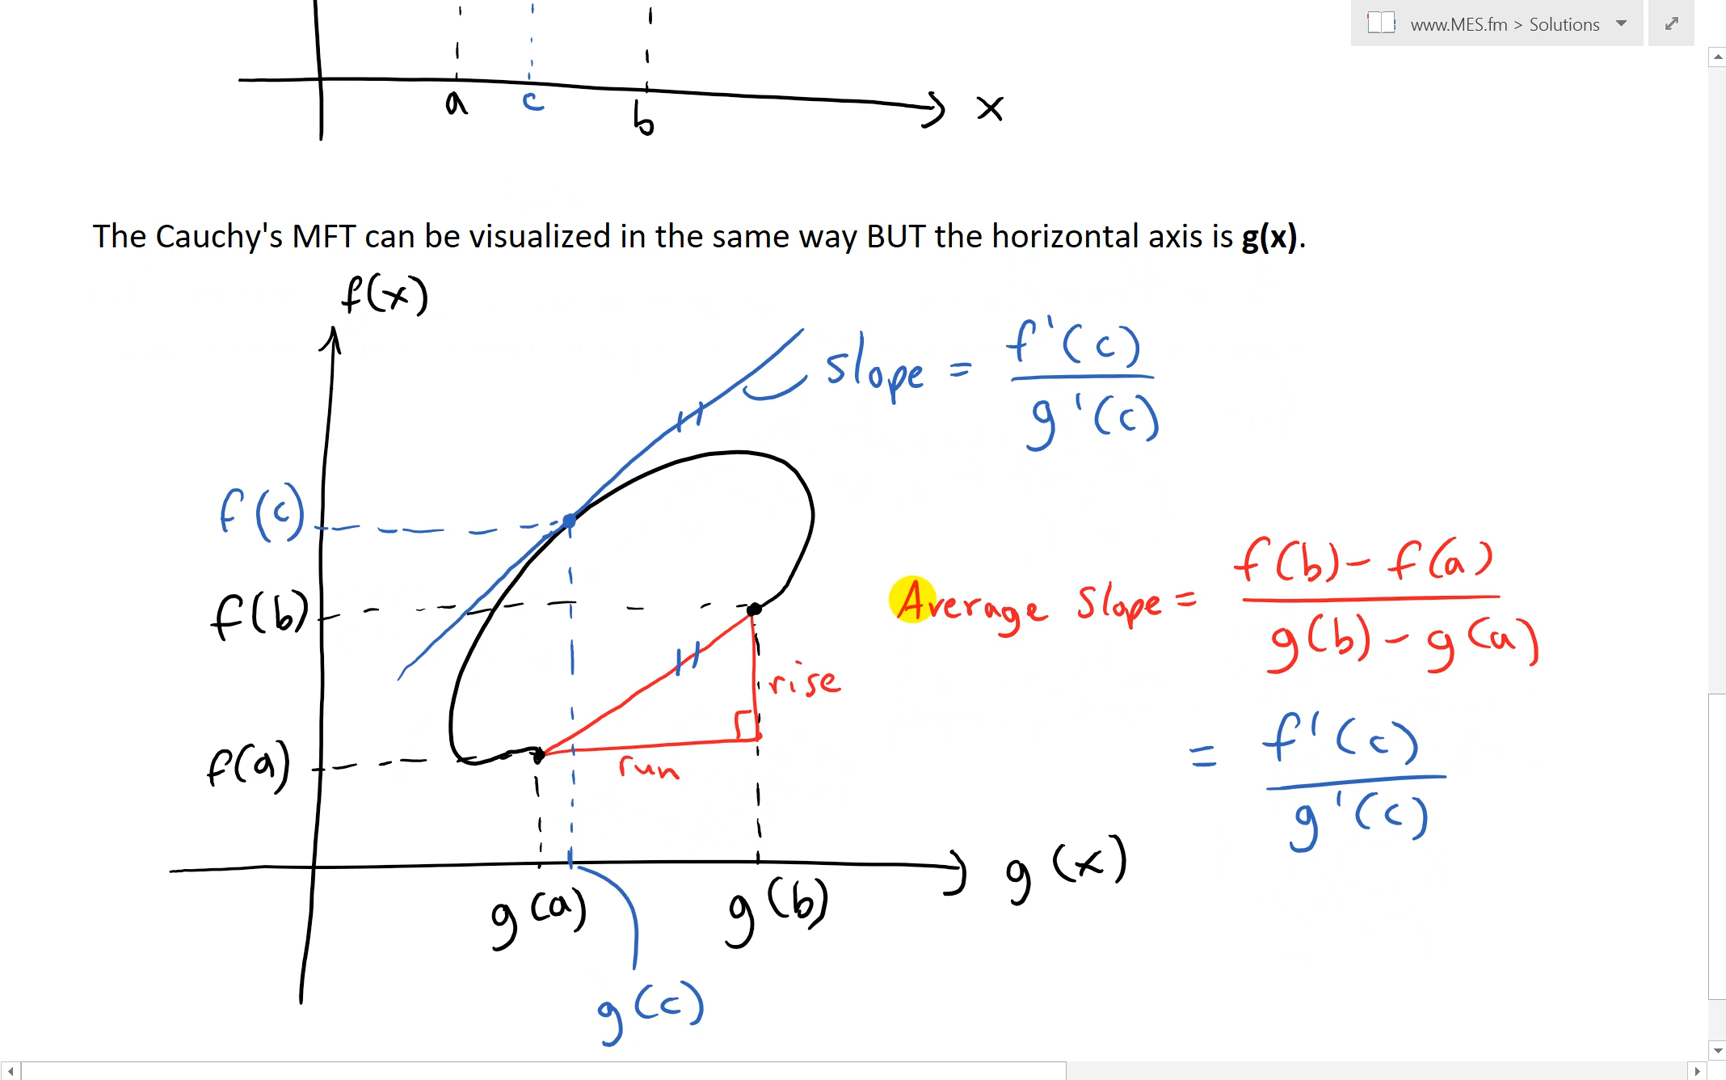 www.MES.fm > Solutions
a c b x
The Cauchy's MFT can be visualized in the same way BUT the horizontal axis is g(x).
f(x)
slope = f'(c) / g'(c)
f(c)
f(b)
Average Slope = f(b) - f(a) / g(b) - g(a)
rise
f(a)
run
= f'(c) / g'(c)
g(x)
g(a) g(b)
g(c)